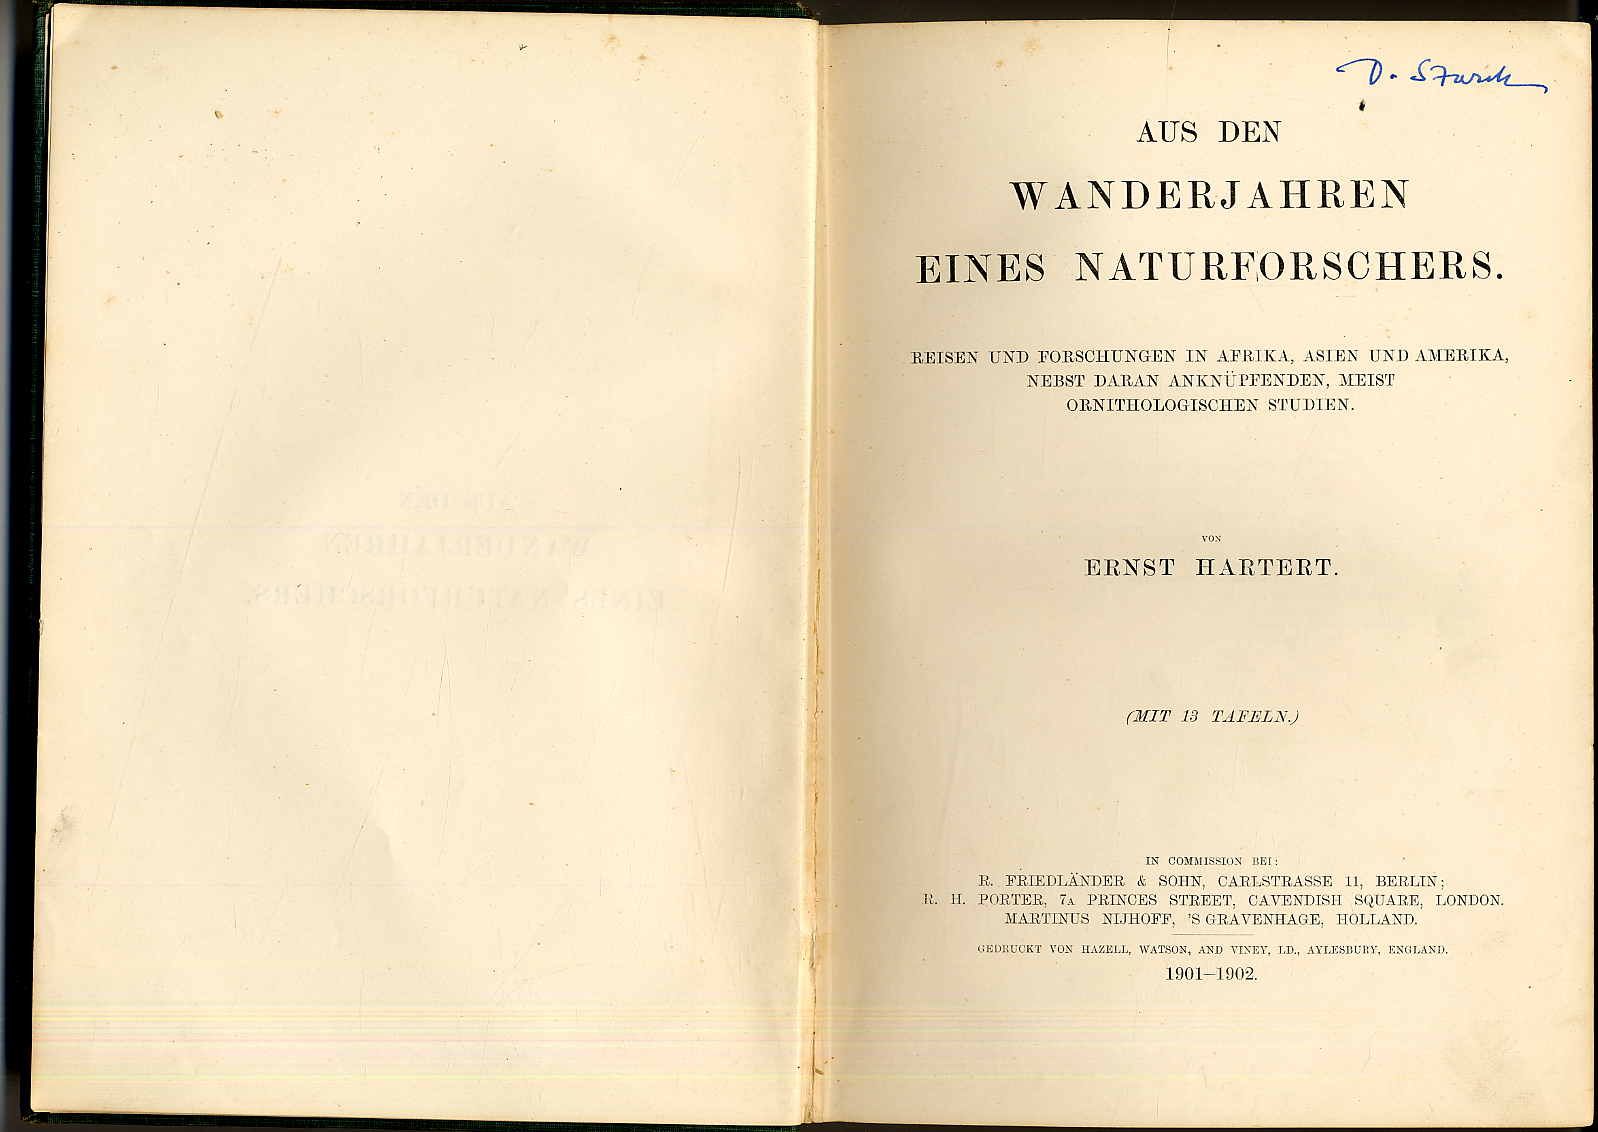 D. Starck
AUS DEN
WANDERJAHREN
EINES NATURFORSCHERS.
REISEN UND FORSCHUNGEN IN AFRIKA, ASIEN UND AMERIKA,
NEBST DARAN ANKNÜPFENDEN, MEIST
ORNITHOLOGISCHEN STUDIEN.
VON
ERNST HARTERT.
(MIT 13 TAFELN.)
IN COMMISSION BEI:
R. FRIEDLÄNDER & SOHN, CARLSTRASSE 11, BERLIN;
R. H. PORTER, 7A PRINCES STREET, CAVENDISH SQUARE, LONDON.
MARTINUS NIJHOFF, 'S GRAVENHAGE, HOLLAND.
GEDRUCKT VON HAZELL, WATSON, AND VINEY, LD., AYLESBURY, ENGLAND.
1901–1902.